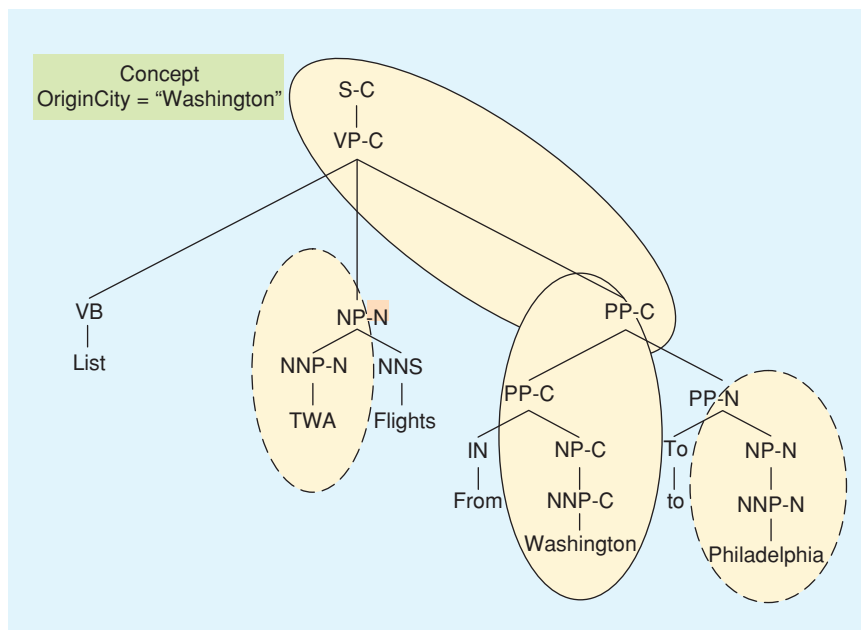 Concept
OriginCity = “Washington”
S-C
VP-C
VB
NP-N
PP-C
List
NNP-N NNS
PP-C PP-N
TWA Flights
IN NP-C To NP-N
From NNP-C to NNP-N
Washington Philadelphia